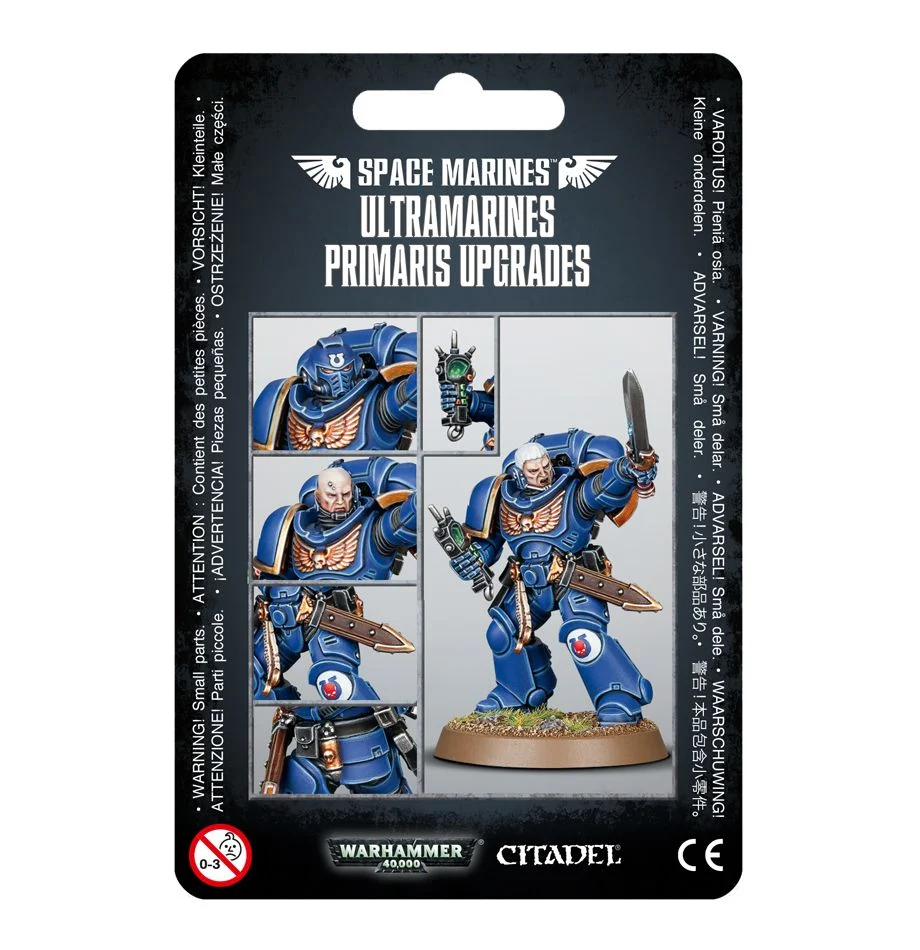 SPACE MARINES™
ULTRAMARINES
PRIMARIS UPGRADES
• WARNING! Small parts. • ATTENTION : Contient des petites pièces. • VORSICHT! Kleinteile. •
ATTENZIONE! Parti piccole. • ¡ADVERTENCIA! Piezas pequeñas. • OSTRZEŻENIE! Małe części.
• VAROITUS! Pieniä osia. • VARNING! Små delar. • ADVARSEL! Små dele. • WAARSCHUWING!
Kleine onderdelen. • ADVARSEL! Små deler. • 警告！小さな部品あり。 • 警告！本品包含小零件。
0-3
WARHAMMER®
40,000
CITADEL
CE